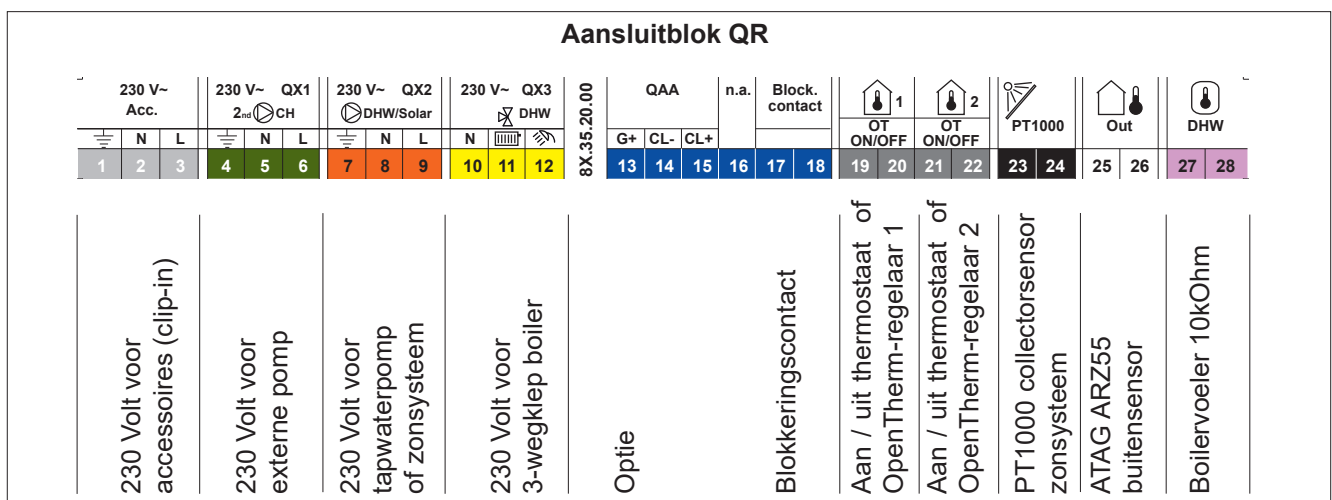 Aansluitblok QR
230 V~
Acc.
N L
1 2 3
230 V~ QX1
2nd CH
N L
4 5 6
230 V~ QX2
DHW/Solar
N L
7 8 9
230 V~ QX3
DHW
N
10 11 12
8X.35.20.00
QAA
G+ CL- CL+
13 14 15
n.a.
16
Block.
contact
17 18
1
OT
ON/OFF
19 20
2
OT
ON/OFF
21 22
PT1000
23 24
Out
25 26
DHW
27 28
230 Volt voor
accessoires (clip-in)
230 Volt voor
externe pomp
230 Volt voor
tapwaterpomp
of zonsysteem
230 Volt voor
3-wegklep boiler
Optie
Blokkeringscontact
Aan / uit thermostaat of
OpenTherm-regelaar 1
Aan / uit thermostaat of
OpenTherm-regelaar 2
PT1000 collectorsensor
zonsysteem
ATAG ARZ55
buitensensor
Boilervoeler 10kOhm